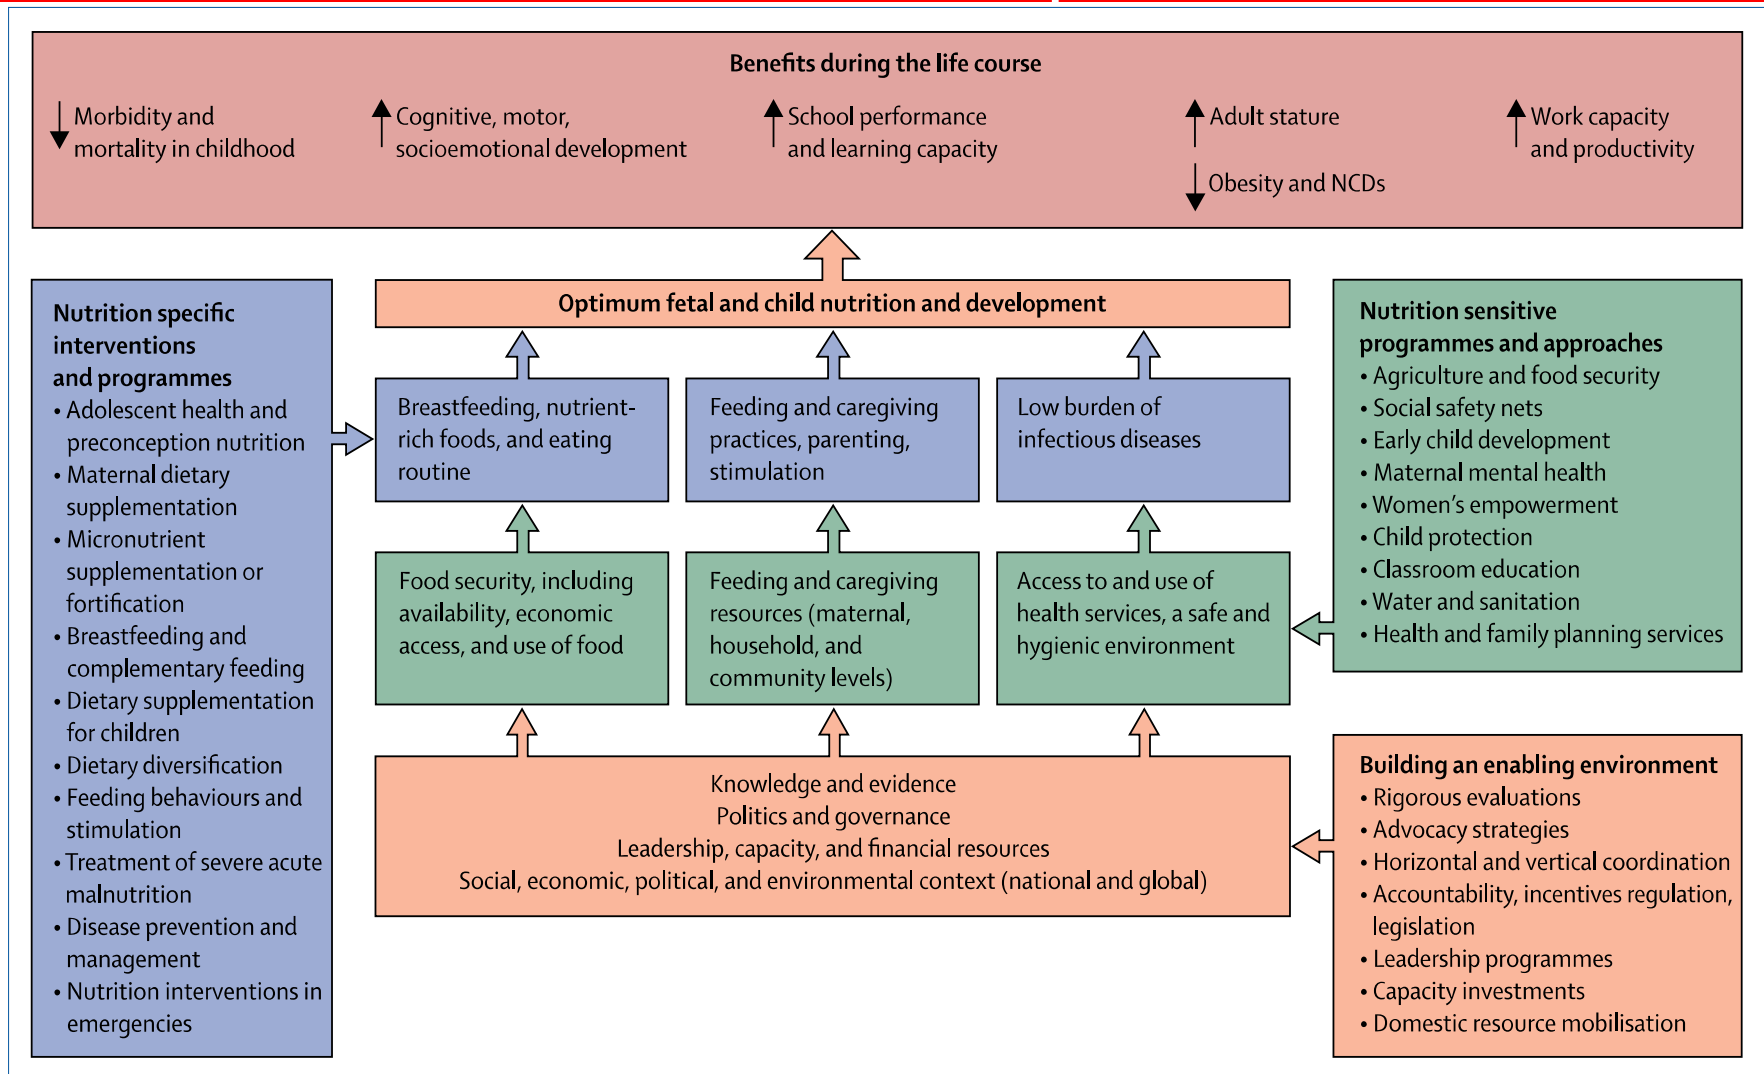 Benefits during the life course
Morbidity and
mortality in childhood
Cognitive, motor,
socioemotional development
School performance
and learning capacity
Adult stature
Obesity and NCDs
Work capacity
and productivity
Nutrition specific
interventions
and programmes
• Adolescent health and
preconception nutrition
• Maternal dietary
supplementation
• Micronutrient
supplementation or
fortification
• Breastfeeding and
complementary feeding
• Dietary supplementation
for children
• Dietary diversification
• Feeding behaviours and
stimulation
• Treatment of severe acute
malnutrition
• Disease prevention and
management
• Nutrition interventions in
emergencies
Optimum fetal and child nutrition and development
Breastfeeding, nutrient-
rich foods, and eating
routine
Feeding and caregiving
practices, parenting,
stimulation
Low burden of
infectious diseases
Food security, including
availability, economic
access, and use of food
Feeding and caregiving
resources (maternal,
household, and
community levels)
Access to and use of
health services, a safe and
hygienic environment
Knowledge and evidence
Politics and governance
Leadership, capacity, and financial resources
Social, economic, political, and environmental context (national and global)
Nutrition sensitive
programmes and approaches
• Agriculture and food security
• Social safety nets
• Early child development
• Maternal mental health
• Women's empowerment
• Child protection
• Classroom education
• Water and sanitation
• Health and family planning services
Building an enabling environment
• Rigorous evaluations
• Advocacy strategies
• Horizontal and vertical coordination
• Accountability, incentives regulation,
legislation
• Leadership programmes
• Capacity investments
• Domestic resource mobilisation